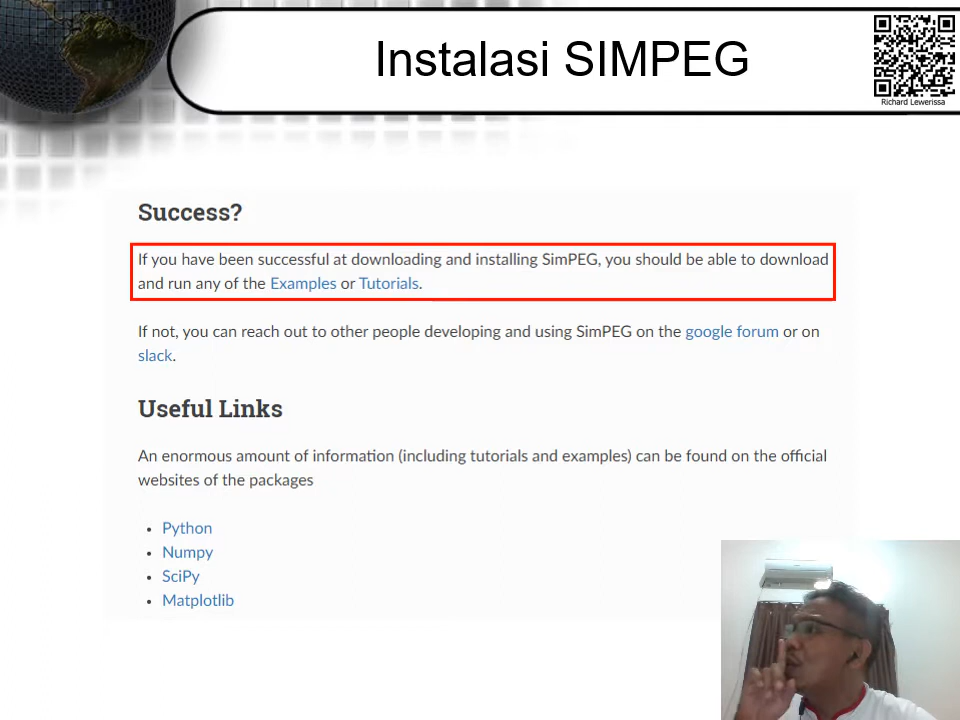 Instalasi SIMPEG
Richard Lewerissa
Success?
If you have been successful at downloading and installing SimPEG, you should be able to download
and run any of the Examples or Tutorials.
If not, you can reach out to other people developing and using SimPEG on the google forum or on
slack.
Useful Links
An enormous amount of information (including tutorials and examples) can be found on the official
websites of the packages
• Python
• Numpy
• SciPy
• Matplotlib